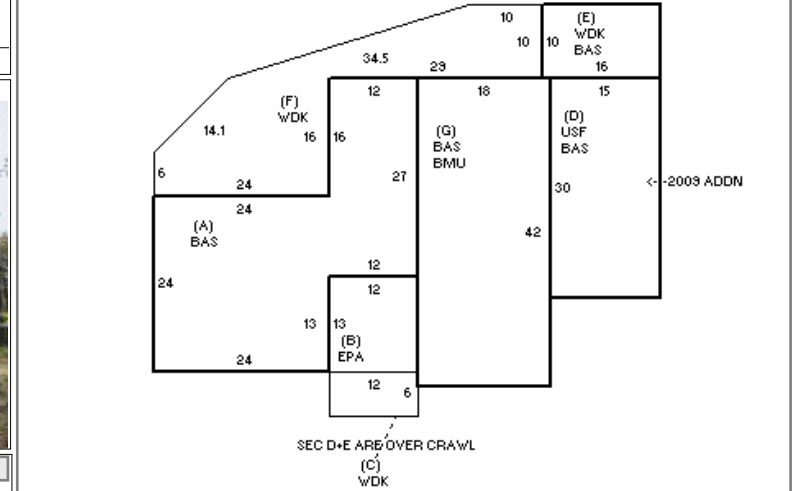 10
(E)
WDK
BAS
10
10
34.5
29
16
12
18
15
(F)
WDK
14.1
16
16
(G)
BAS
BMU
(D)
USF
BAS
6
24
27
30
<- -2009 ADDN
24
(A)
BAS
42
12
24
12
13
13
(B)
EPA
24
12
6
SEC D+E ARE OVER CRAWL
(C)
WDK